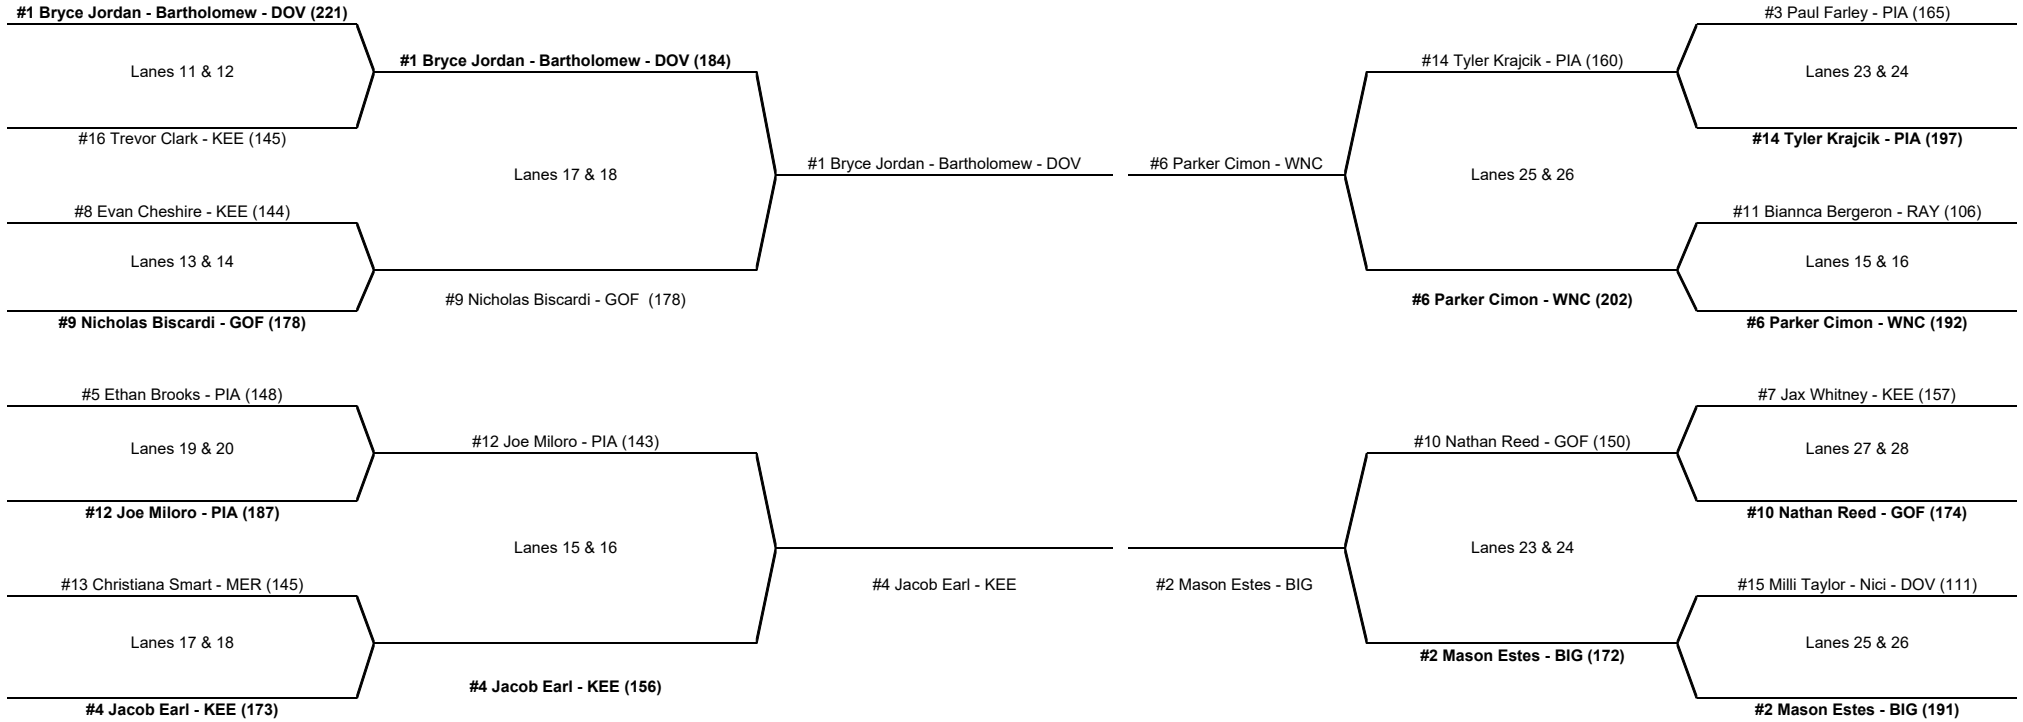 #1 Bryce Jordan - Bartholomew - DOV (221)
Lanes 11 & 12
#16 Trevor Clark - KEE (145)
#8 Evan Cheshire - KEE (144)
Lanes 13 & 14
#9 Nicholas Biscardi - GOF (178)
#5 Ethan Brooks - PIA (148)
Lanes 19 & 20
#12 Joe Miloro - PIA (187)
#13 Christiana Smart - MER (145)
Lanes 17 & 18
#4 Jacob Earl - KEE (173)
#1 Bryce Jordan - Bartholomew - DOV (184)
Lanes 17 & 18
#9 Nicholas Biscardi - GOF  (178)
#12 Joe Miloro - PIA (143)
Lanes 15 & 16
#4 Jacob Earl - KEE (156)
#1 Bryce Jordan - Bartholomew - DOV
#4 Jacob Earl - KEE
#6 Parker Cimon - WNC
#2 Mason Estes - BIG
#14 Tyler Krajcik - PIA (160)
Lanes 25 & 26
#6 Parker Cimon - WNC (202)
#10 Nathan Reed - GOF (150)
Lanes 23 & 24
#2 Mason Estes - BIG (172)
#3 Paul Farley - PIA (165)
Lanes 23 & 24
#14 Tyler Krajcik - PIA (197)
#11 Biannca Bergeron - RAY (106)
Lanes 15 & 16
#6 Parker Cimon - WNC (192)
#7 Jax Whitney - KEE (157)
Lanes 27 & 28
#10 Nathan Reed - GOF (174)
#15 Milli Taylor - Nici - DOV (111)
Lanes 25 & 26
#2 Mason Estes - BIG (191)